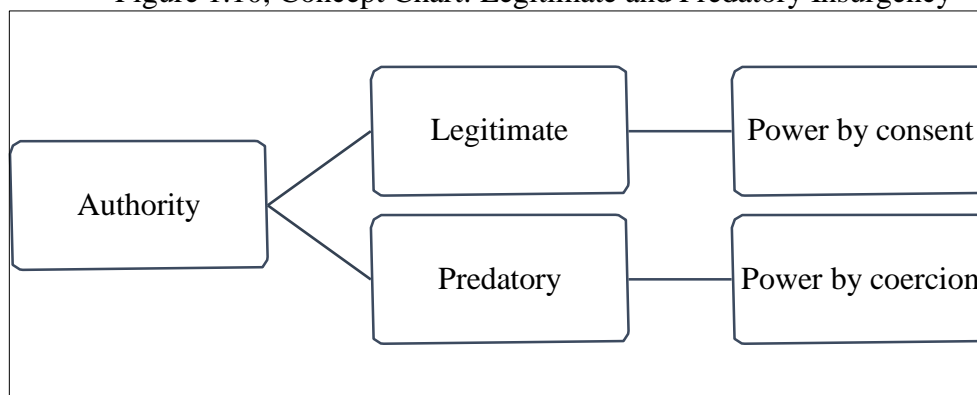 Figure 1.10, Concept Chart: Legitimate and Predatory Insurgency
Legitimate
Power by consent
Authority
Predatory
Power by coercion